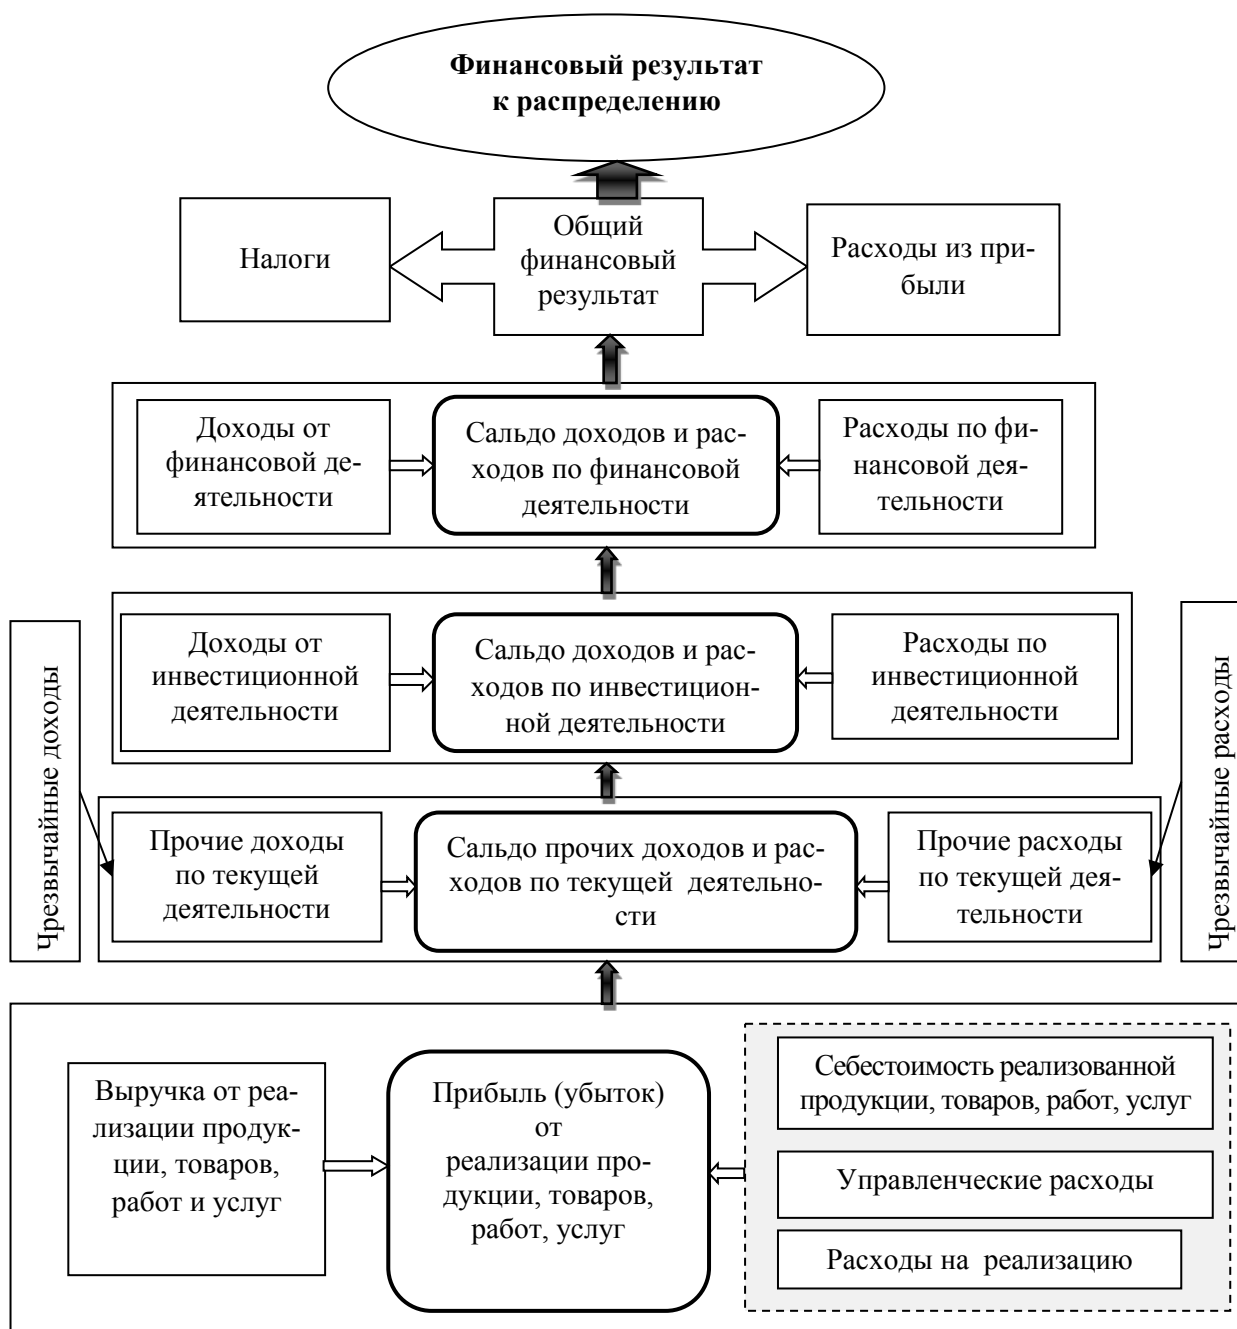 Финансовый результат
к распределению
Налоги
Общий
финансовый
результат
Расходы из при-
были
Доходы от
финансовой де-
ятельности
Сальдо доходов и рас-
ходов по финансовой
деятельности
Расходы по фи-
нансовой дея-
тельности
Чрезвычайные доходы
Доходы от
инвестиционной
деятельности
Сальдо доходов и рас-
ходов по инвестицион-
ной деятельности
Расходы по
инвестиционной
деятельности
Чрезвычайные расходы
Прочие доходы
по текущей
деятельности
Сальдо прочих доходов и рас-
ходов по текущей деятельно-
сти
Прочие расходы
по текущей дея-
тельности
Выручка от реа-
лизации продук-
ции, товаров,
работ и услуг
Прибыль (убыток)
от
реализации про-
дукции, товаров,
работ, услуг
Себестоимость реализованной
продукции, товаров, работ, услуг
Управленческие расходы
Расходы на реализацию